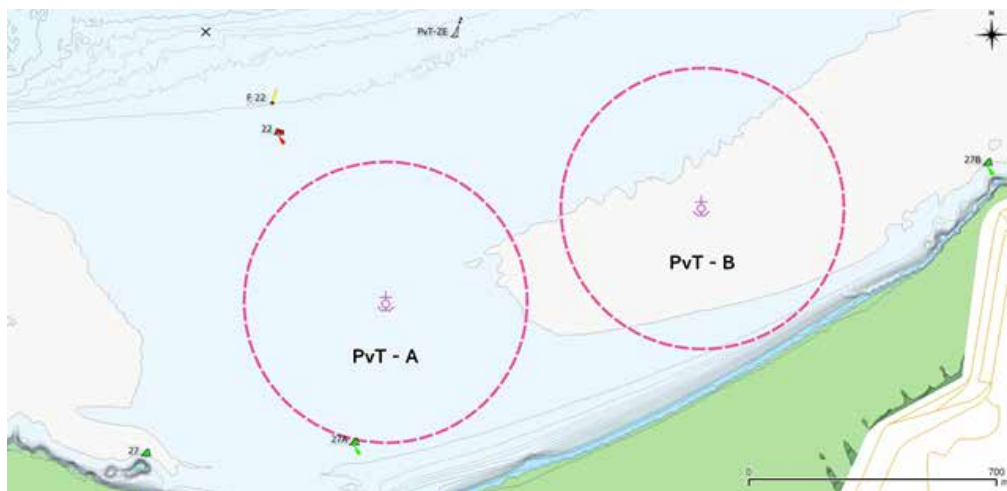 N
PvT-ZE
F 22
22
27B
PvT - B
PvT - A
27A
27
0
700
m